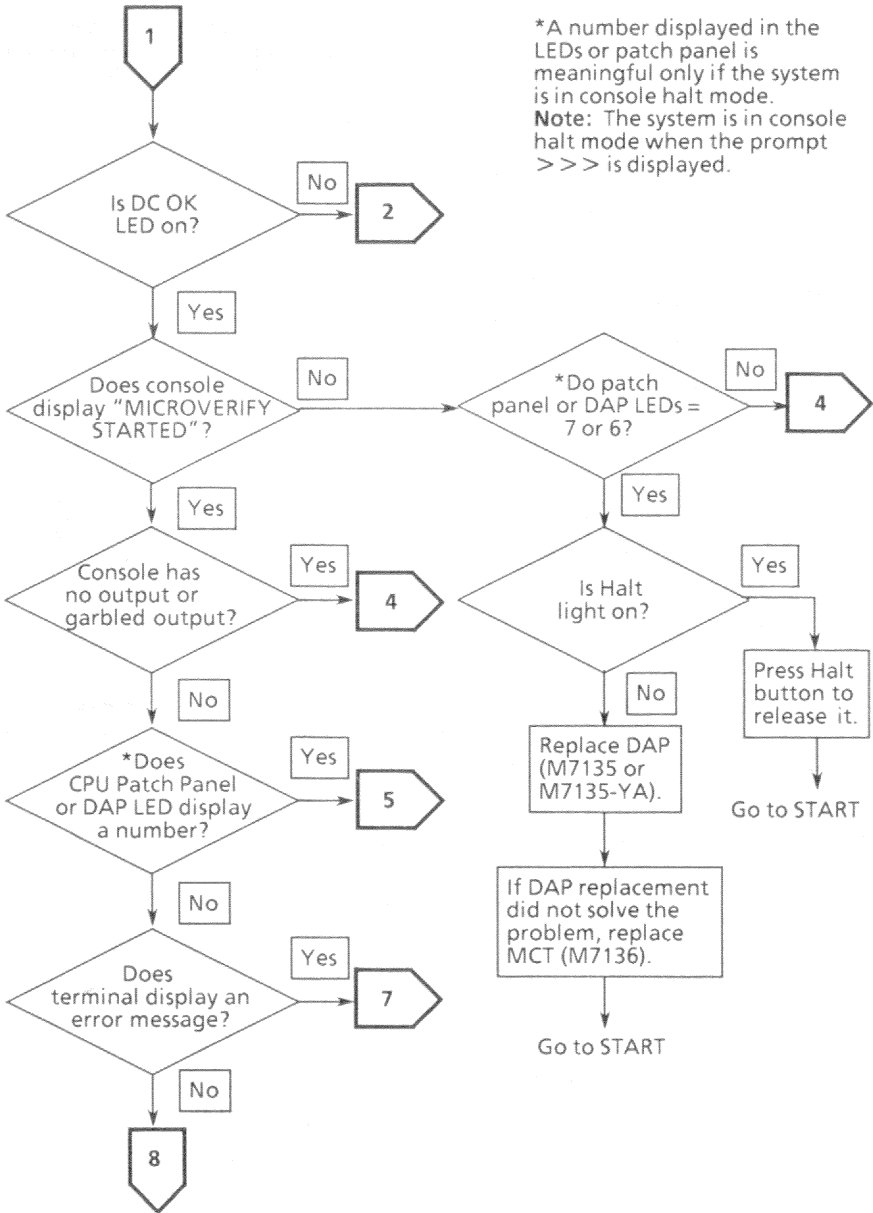 1
*A number displayed in the
LEDs or patch panel is
meaningful only if the system
is in console halt mode.
Note: The system is in console
halt mode when the prompt
> > > is displayed.
Is DC OK
LED on?
No
2
Yes
Does console
display “MICROVERIFY
STARTED”?
No
*Do patch
panel or DAP LEDs =
7 or 6?
No
4
Yes
Yes
Console has
no output or
garbled output?
Yes
4
Is Halt
light on?
Yes
Press Halt
button to
release it.
Go to START
No
No
Replace DAP
(M7135 or
M7135-YA).
*Does
CPU Patch Panel
or DAP LED display
a number?
Yes
5
If DAP replacement
did not solve the
problem, replace
MCT (M7136).
Go to START
No
Does
terminal display an
error message?
Yes
7
No
8